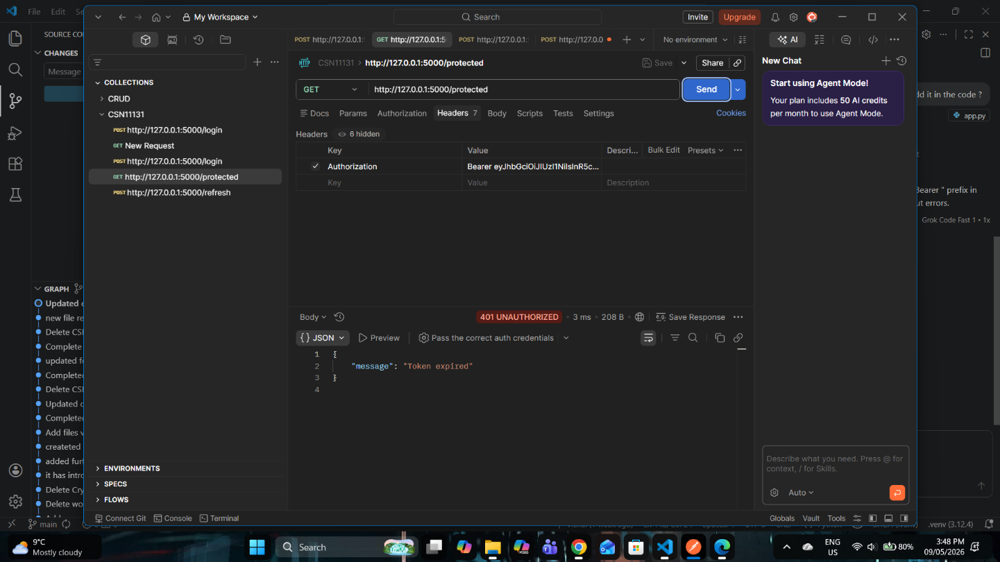 File Edit Se
My Workspace
Search
Invite
Upgrade
SOURCE CO
CHANGES
Message
POST http://127.0.0.1:
GET http://127.0.0.1:5
POST http://127.0.0.1:
POST http://127.0.0
No environment
AI
CSN11131 > http://127.0.0.1:5000/protected
Save
Share
New Chat
COLLECTIONS
CRUD
CSN11131
POST http://127.0.0.1:5000/login
GET New Request
POST http://127.0.0.1:5000/login
GET http://127.0.0.1:5000/protected
POST http://127.0.0.1:5000/refresh
GET
http://127.0.0.1:5000/protected
Send
Start using Agent Mode!
Your plan includes 50 AI credits
per month to use Agent Mode.
dd it in the code ?
app.py
Docs Params Authorization Headers 7 Body Scripts Tests Settings
Cookies
Headers 6 hidden
Key Value Descri... Bulk Edit Presets
Authorization Bearer eyJhbGciOiJIUzI1NiIsInR5c...
Key Value Description
Bearer " prefix in
ut errors.
Grok Code Fast 1 • 1x
GRAPH
Updated
new file re
Delete CS
Complete
updated f
Completed
Delete CS
Updated c
Completed
Add files v
createted
added furt
it has intro
Delete Cry
Delete wo
Body
401 UNAUTHORIZED • 3 ms • 208 B
e.g. Save Response
{} JSON
Preview
Pass the correct auth credentials
1 {
2 "message": "Token expired"
3 }
4
ENVIRONMENTS
SPECS
FLOWS
Describe what you need. Press @ for
context, / for Skills.
Auto
Connect Git
Console
Terminal
Globals Vault Tools
main
.venv (3.12.4)
9°C
Mostly cloudy
Search
ENG
US
80%
3:48 PM
09/05/2026